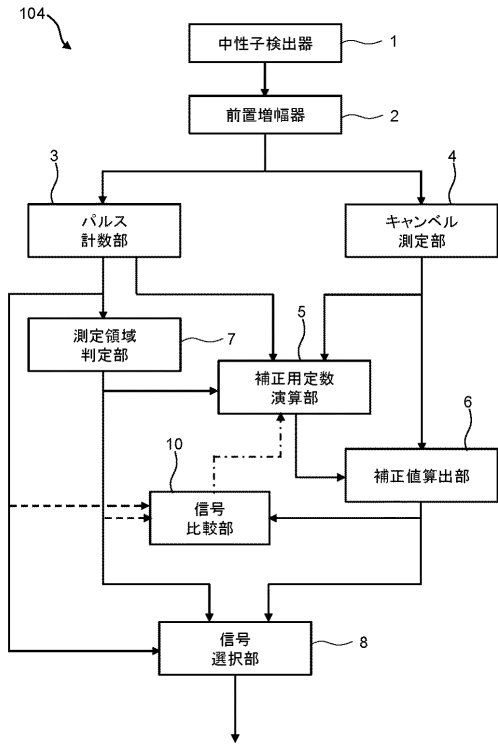 104
中性子検出器
1
前置増幅器
2
3
パルス
計数部
4
キャンベル
測定部
測定領域
判定部
7
5
補正用定数
演算部
6
補正値算出部
10
信号
比較部
信号
選択部
8